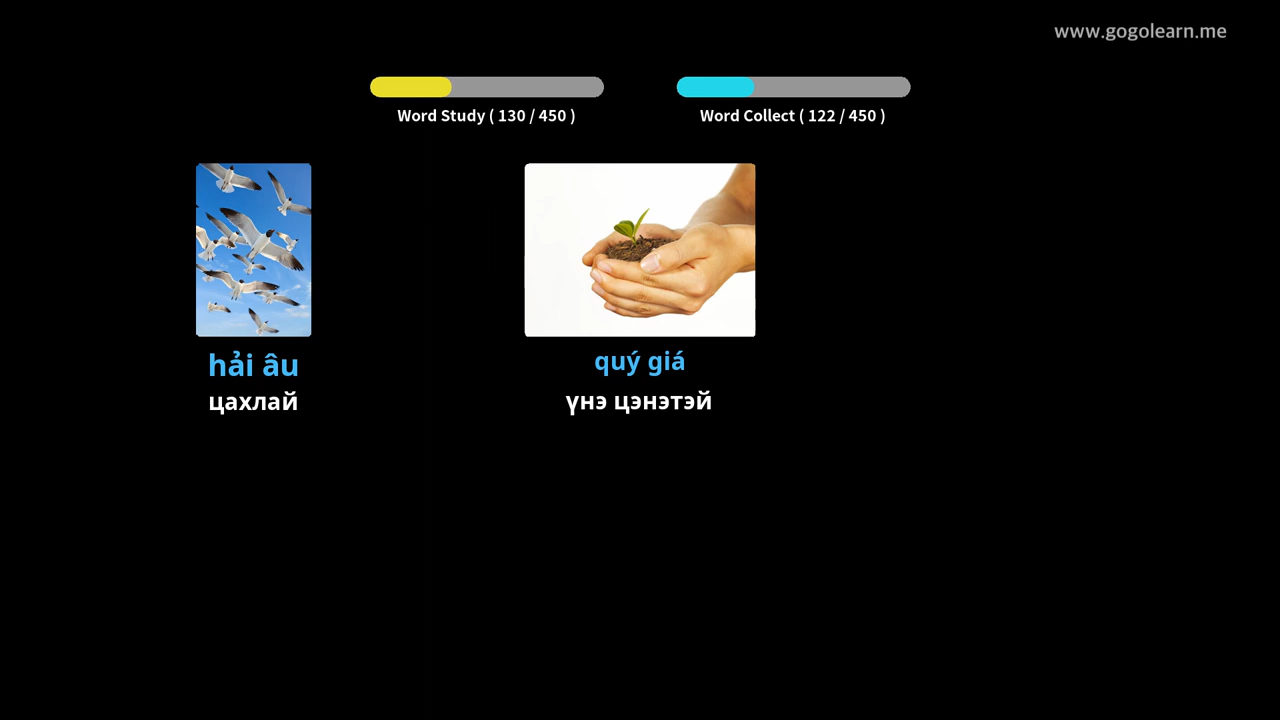 www.gogolearn.me
Word Study ( 130 / 450 )
Word Collect ( 122 / 450 )
hải âu
цахлай
quý giá
үнэ цэнэтэй